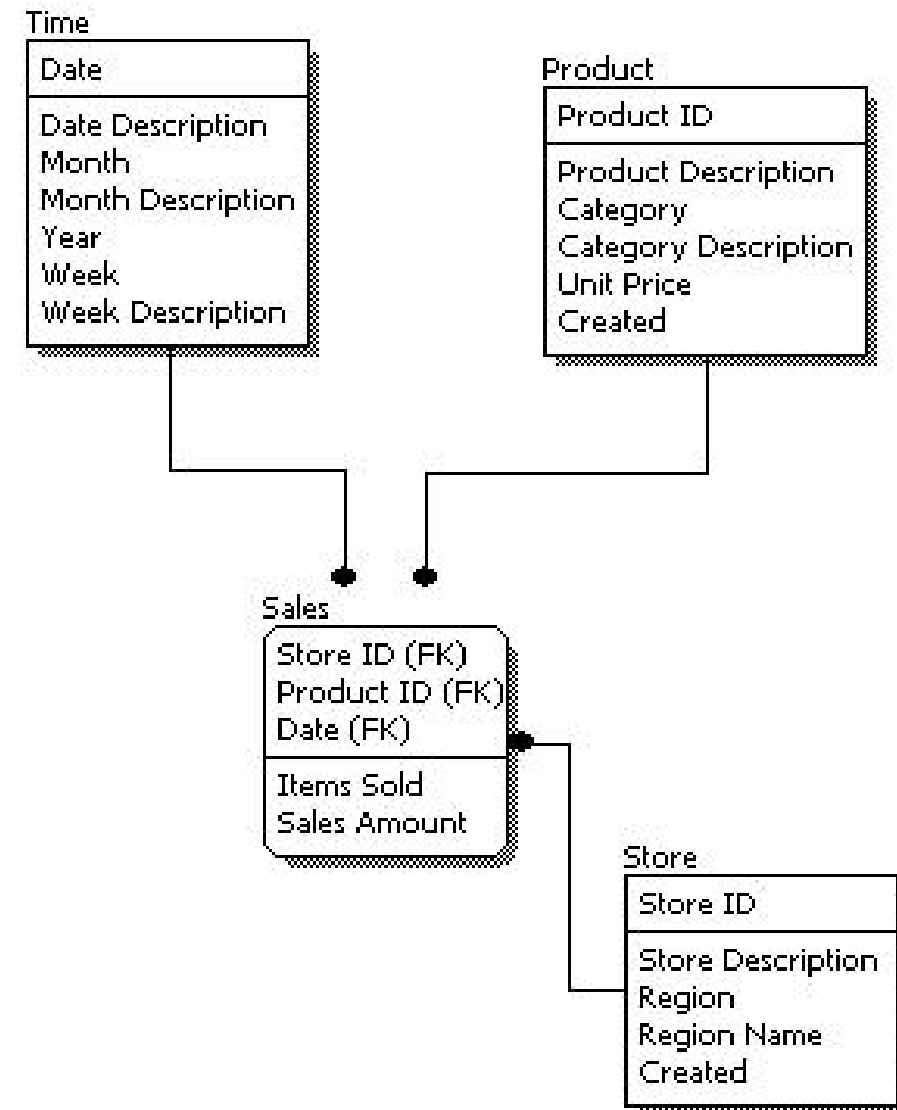 Time
Date
Date Description
Month
Month Description
Year
Week
Week Description
Product
Product ID
Product Description
Category
Category Description
Unit Price
Created
Sales
Store ID (FK)
Product ID (FK)
Date (FK)
Items Sold
Sales Amount
Store
Store ID
Store Description
Region
Region Name
Created